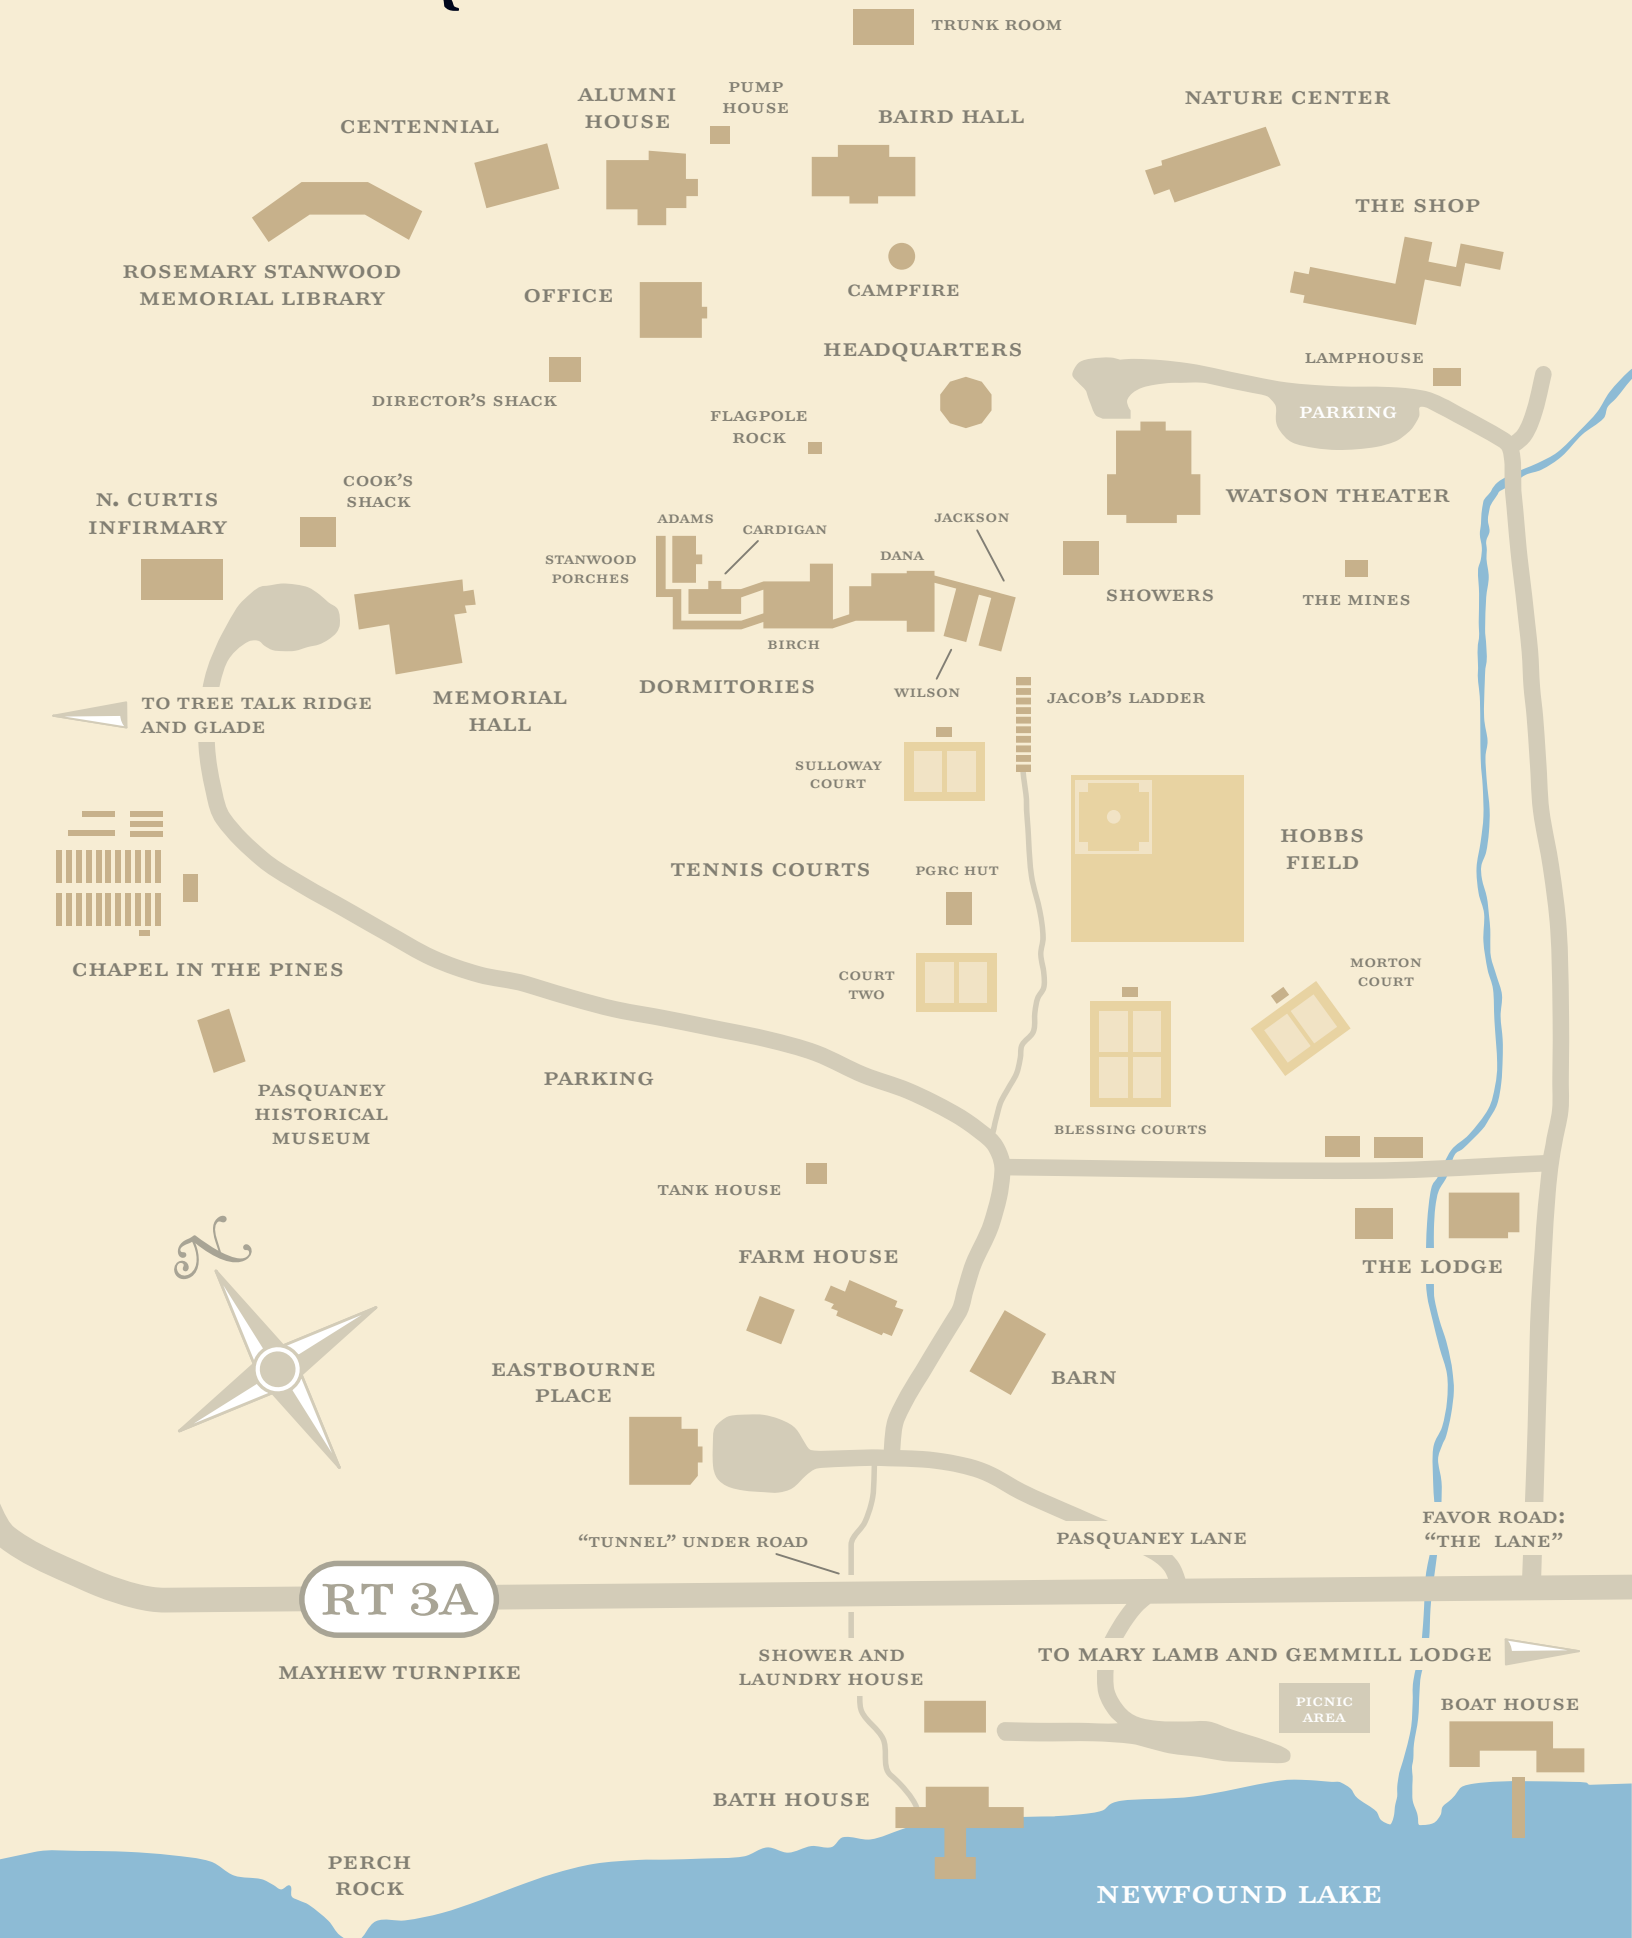 TRUNK ROOM
PUMP
HOUSE
ALUMNI
HOUSE
NATURE CENTER
BAIRD HALL
CENTENNIAL
THE SHOP
ROSEMARY STANWOOD
MEMORIAL LIBRARY
OFFICE
CAMPFIRE
HEADQUARTERS
LAMPHOUSE
DIRECTOR'S SHACK
FLAGPOLE
ROCK
PARKING
COOK'S
SHACK
N. CURTIS
INFIRMARY
WATSON THEATER
ADAMS
CARDIGAN
JACKSON
STANWOOD
PORCHES
DANA
SHOWERS
THE MINES
BIRCH
DORMITORIES
WILSON
JACOB'S LADDER
TO TREE TALK RIDGE
AND GLADE
MEMORIAL
HALL
SULLOWAY
COURT
HOBBS
FIELD
TENNIS COURTS
PGRC HUT
CHAPEL IN THE PINES
COURT
TWO
MORTON
COURT
PASQUANEY
HISTORICAL
MUSEUM
PARKING
BLESSING COURTS
TANK HOUSE
N
FARM HOUSE
THE LODGE
EASTBOURNE
PLACE
BARN
"TUNNEL" UNDER ROAD
PASQUANEY LANE
FAVOR ROAD:
"THE LANE"
RT 3A
MAYHEW TURNPIKE
SHOWER AND
LAUNDRY HOUSE
TO MARY LAMB AND GEMMILL LODGE
PICNIC
AREA
BOAT HOUSE
BATH HOUSE
PERCH
ROCK
NEWFOUND LAKE